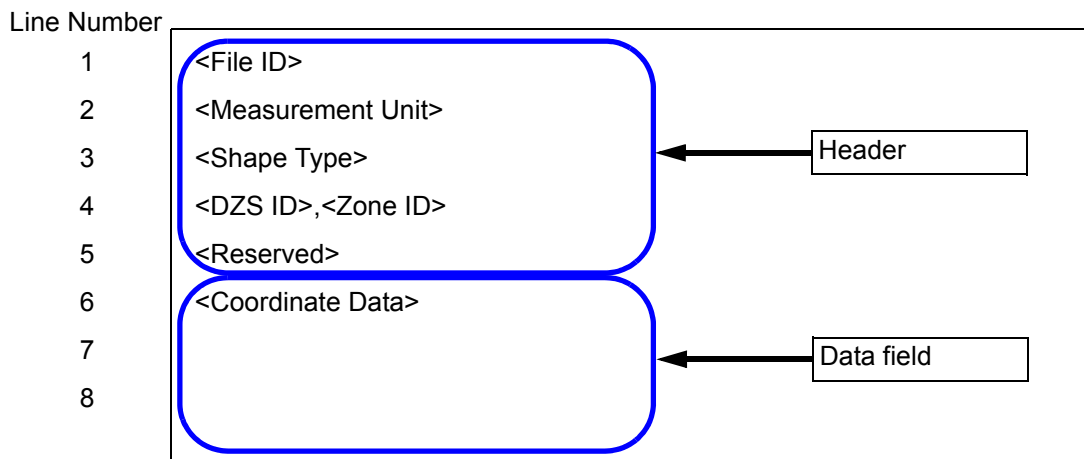 Line Number
1 <File ID>
2 <Measurement Unit>
3 <Shape Type> Header
4 <DZS ID>,<Zone ID>
5 <Reserved>
6 <Coordinate Data>
7 Data field
8